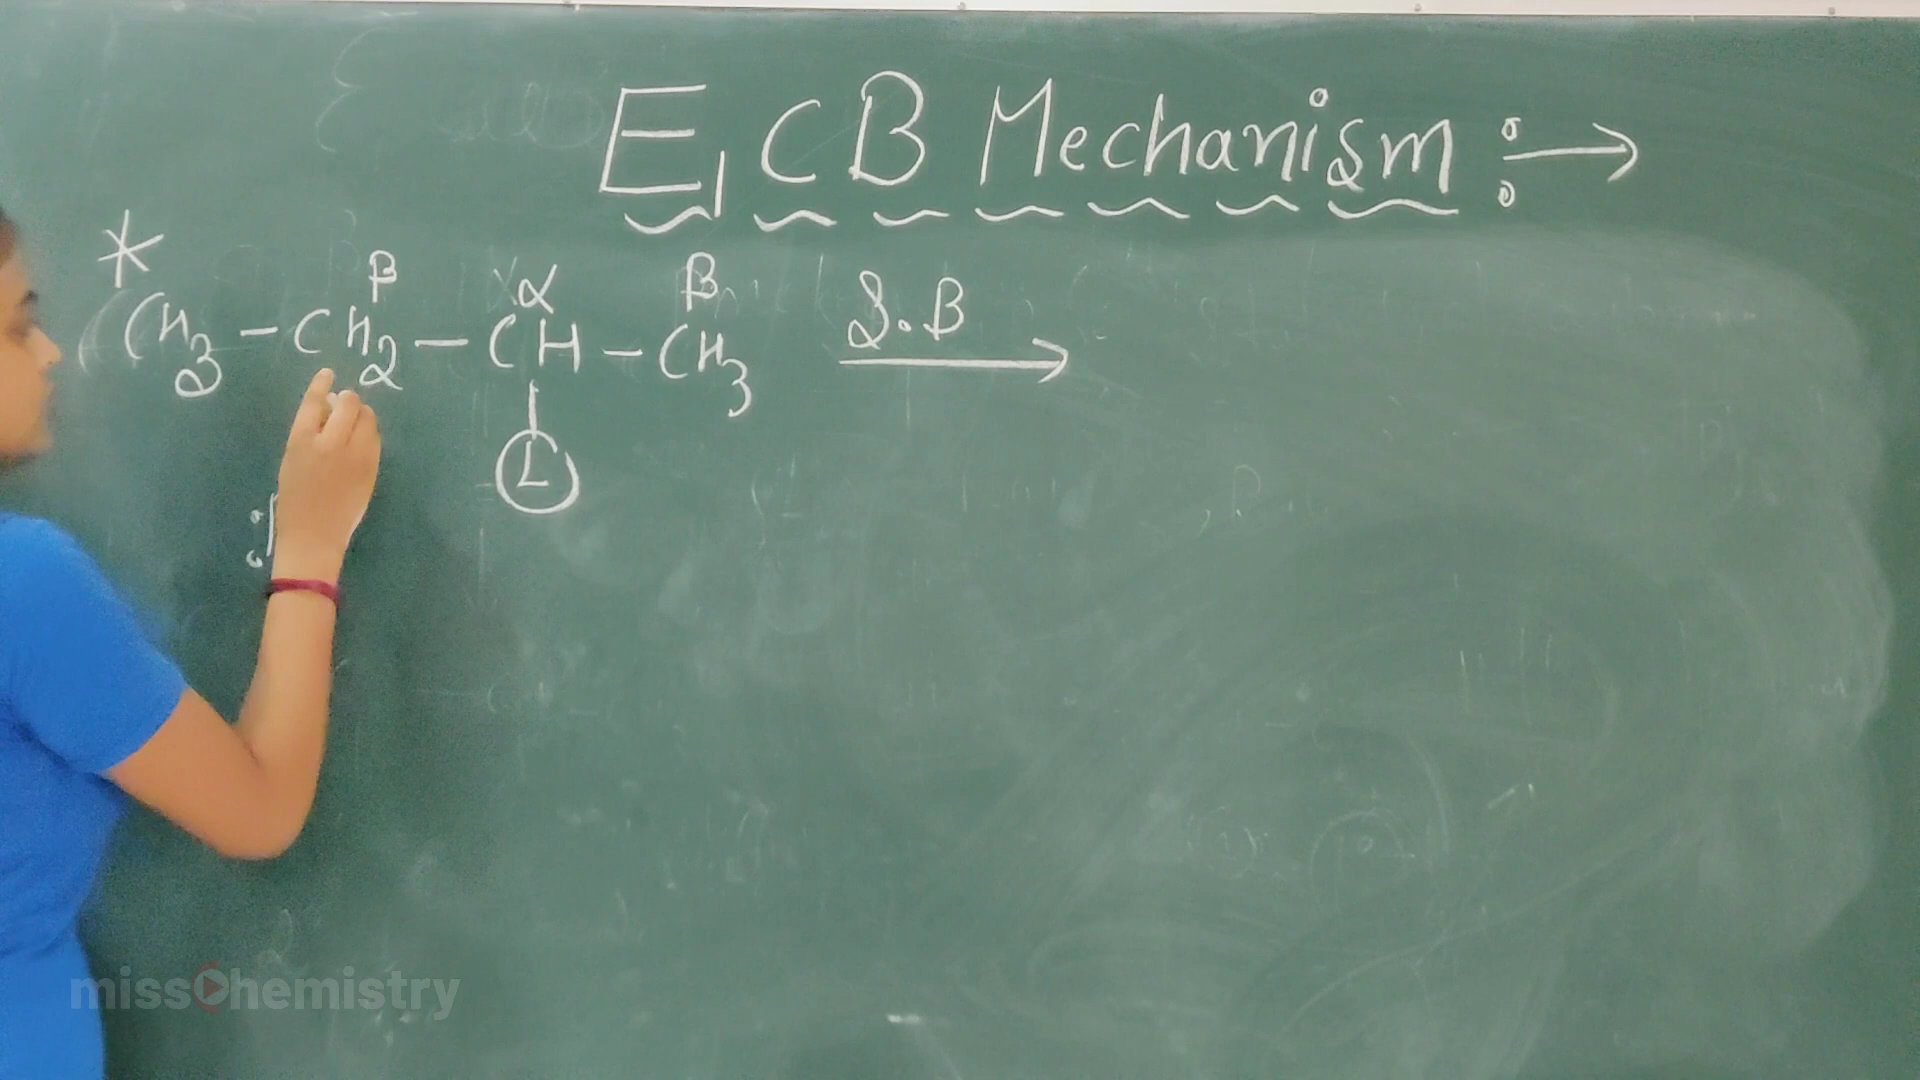 E₁CB Mechanism :→
*
β α β
CH₃ – CH₂ – CH – CH₃ S.B →
L
missChemistry